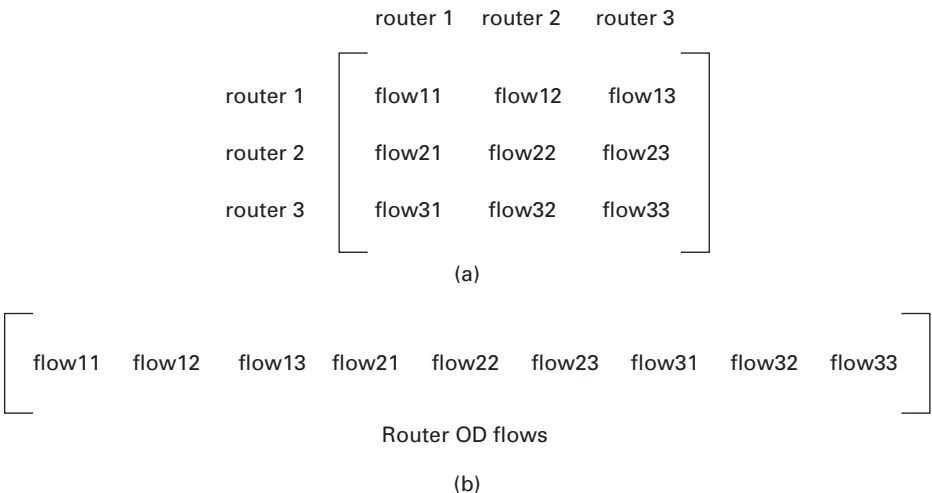 router 1 router 2 router 3
router 1 flow11 flow12 flow13
router 2 flow21 flow22 flow23
router 3 flow31 flow32 flow33
(a)
flow11 flow12 flow13 flow21 flow22 flow23 flow31 flow32 flow33
Router OD flows
(b)